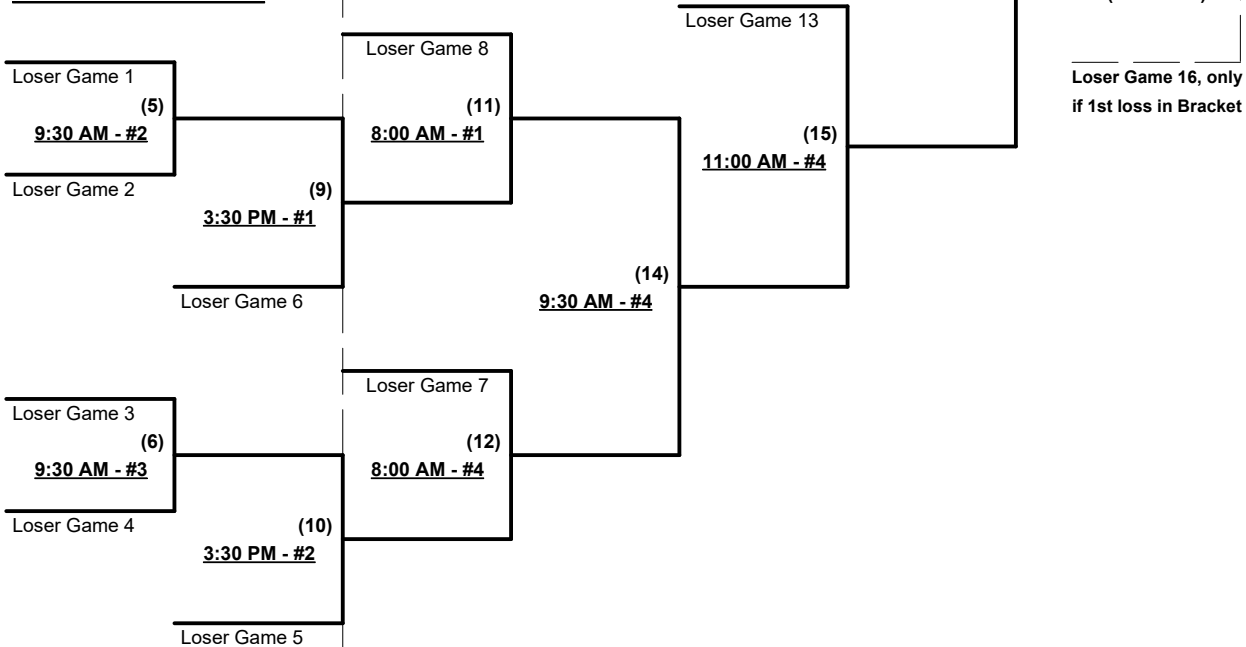 Loser Game 13
Loser Game 8
Loser Game 1
Loser Game 16, only
(5)
(11)
if 1st loss in Bracket
9:30 AM - #2
8:00 AM - #1
(15)
11:00 AM - #4
Loser Game 2
(9)
3:30 PM - #1
(14)
Loser Game 6
9:30 AM - #4
Loser Game 7
Loser Game 3
(6)
(12)
9:30 AM - #3
8:00 AM - #4
Loser Game 4
(10)
3:30 PM - #2
Loser Game 5